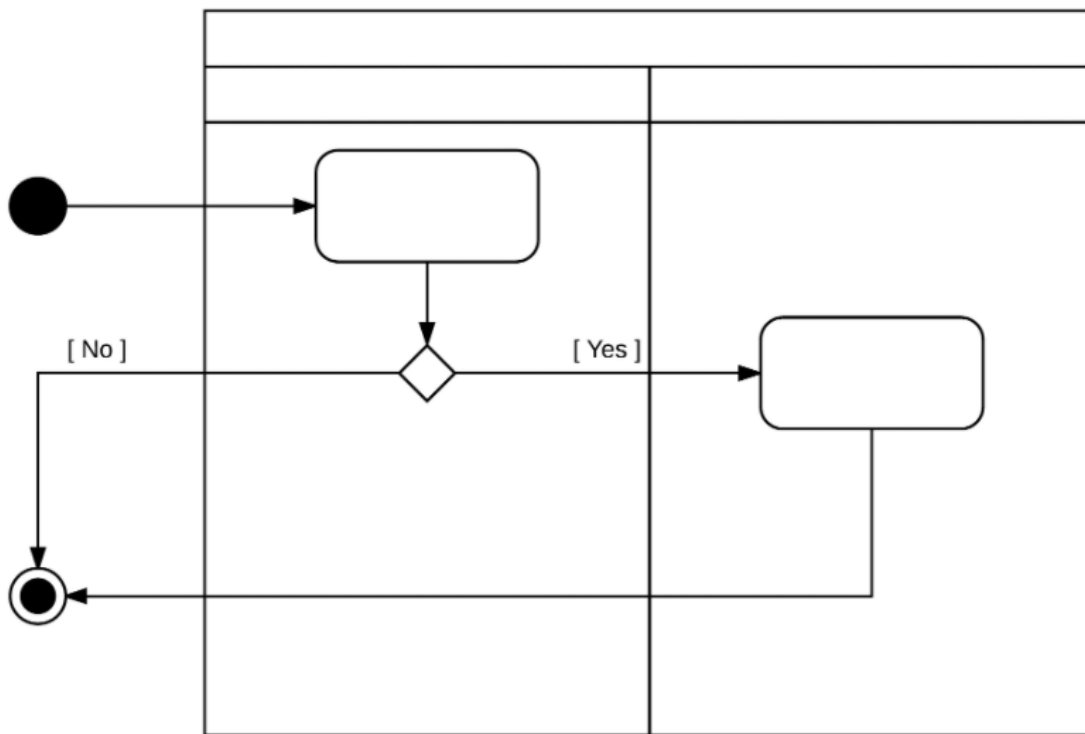 [ No ]
[ Yes ]